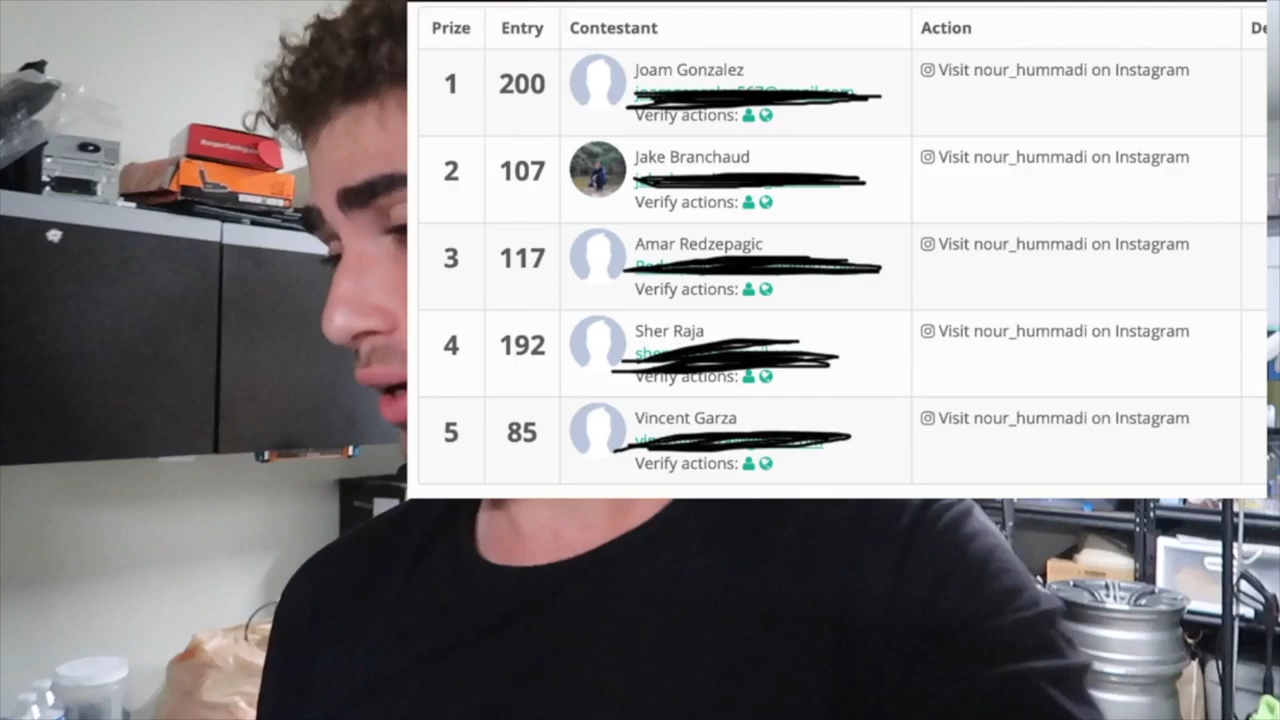 Prize Entry Contestant Action De
1 200 Joam Gonzalez Visit nour_hummadi on Instagram
Verify actions:
2 107 Jake Branchaud Visit nour_hummadi on Instagram
Verify actions:
3 117 Amar Redzepagic Visit nour_hummadi on Instagram
Verify actions:
4 192 Sher Raja Visit nour_hummadi on Instagram
Verify actions:
5 85 Vincent Garza Visit nour_hummadi on Instagram
Verify actions: